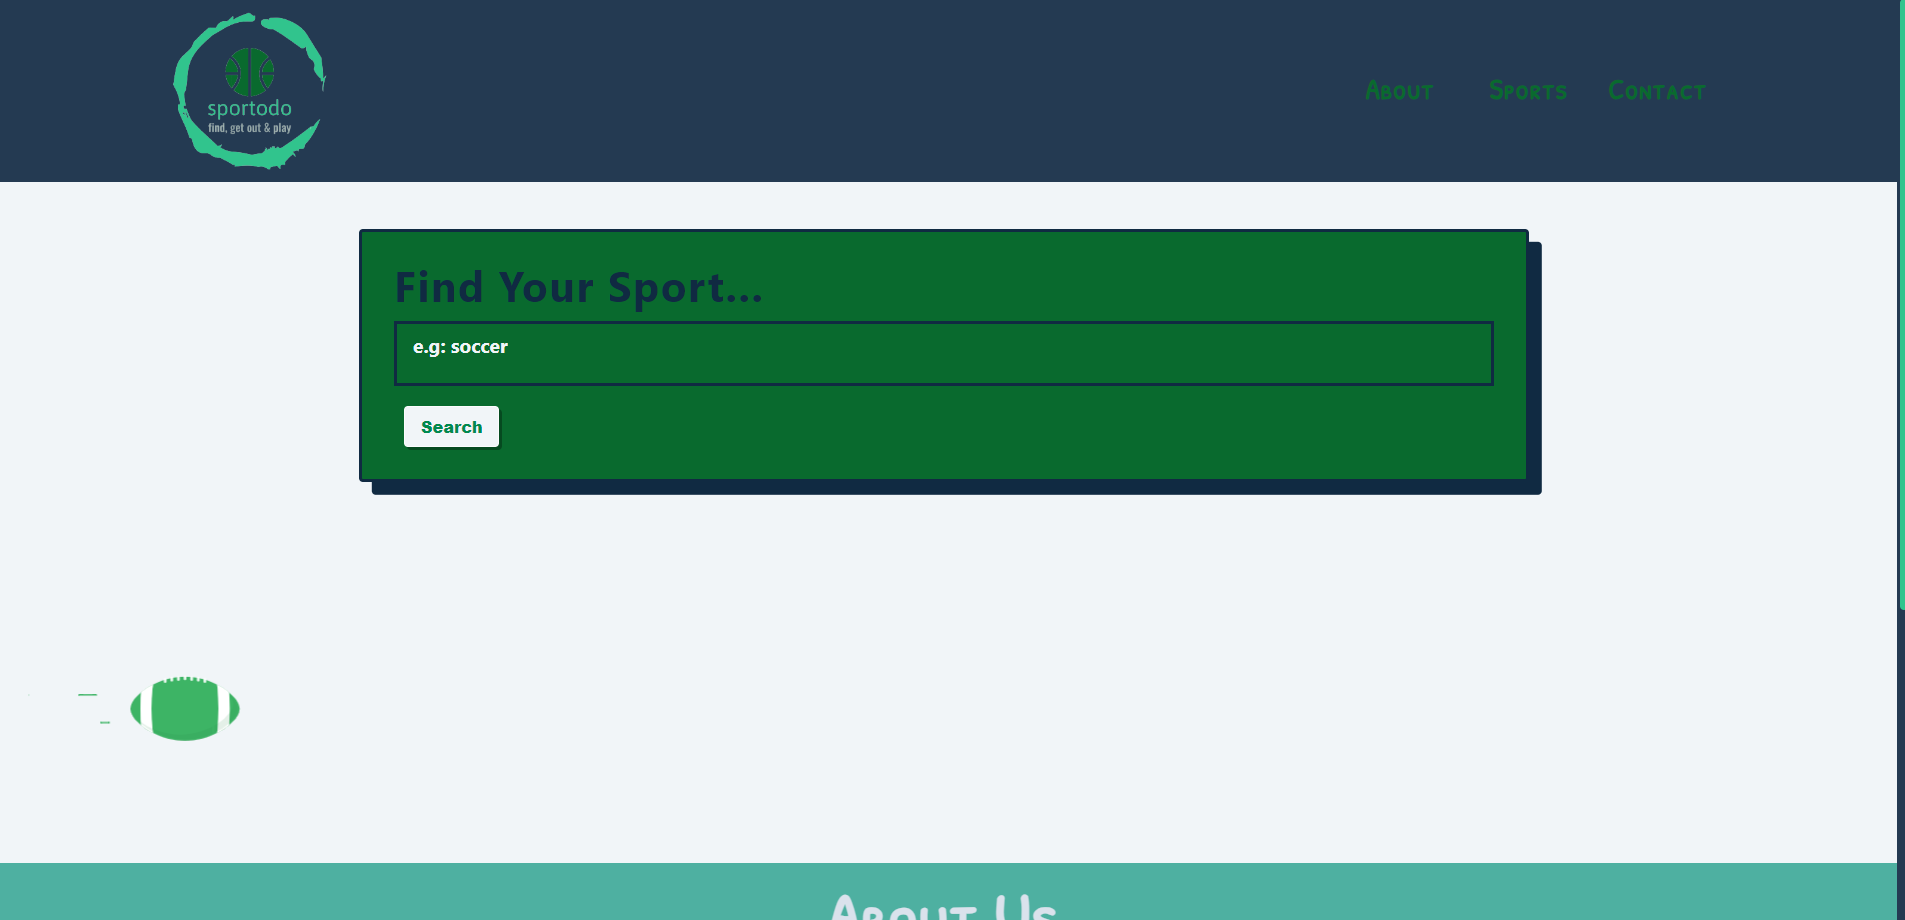 sportodo
find, get out & play
About
Sports
Contact
Find Your Sport...
e.g: soccer
Search
About Us